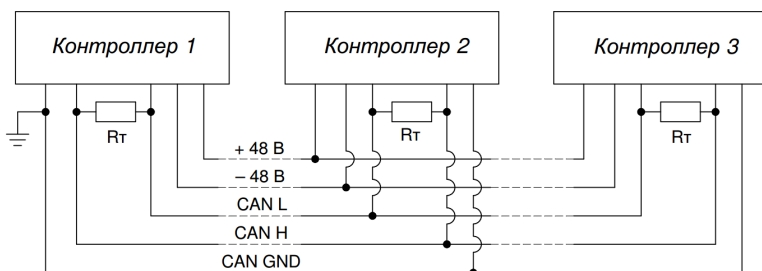 Контроллер 1
Контроллер 2
Контроллер 3
Rт
Rт
Rт
+ 48 В
– 48 В
CAN L
CAN H
CAN GND